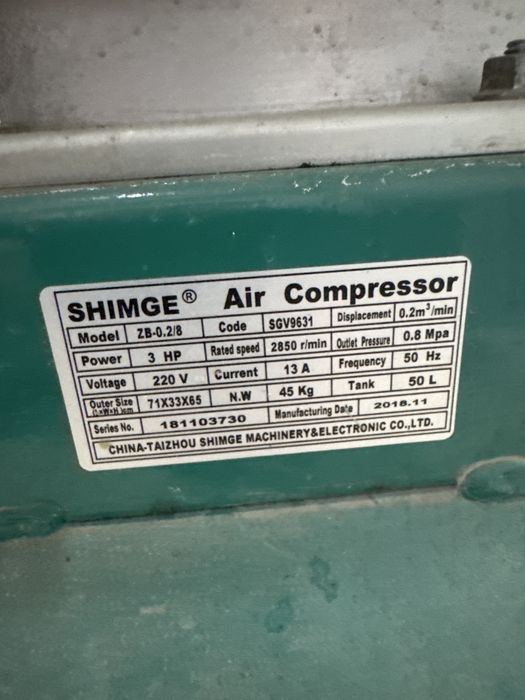 SHIMGE® Air Compressor
Model ZB-0.2/8 Code SGV9631 Displacement 0.2m³/min
Power 3 HP Rated speed 2850 r/min Outlet Pressure 0.8 Mpa
Voltage 220 V Current 13 A Frequency 50 Hz
Outer Size (LxWxH)cm 71X33X65 N.W 45 Kg Tank 50 L
Series No. 181103730 Manufacturing Date 2018.11
CHINA-TAIZHOU SHIMGE MACHINERY&ELECTRONIC CO.,LTD.